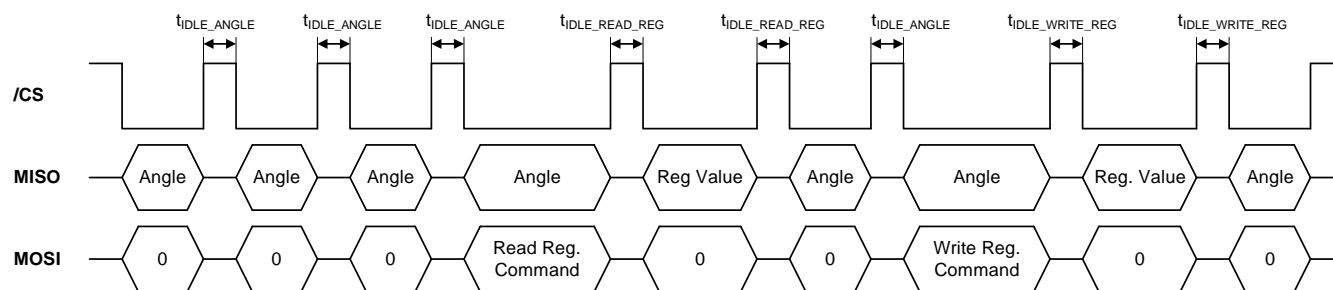 tIDLE_ANGLE tIDLE_ANGLE tIDLE_ANGLE tIDLE_READ_REG tIDLE_READ_REG tIDLE_ANGLE tIDLE_WRITE_REG tIDLE_WRITE_REG
/CS
MISO Angle Angle Angle Angle Reg Value Angle Angle Reg. Value Angle
MOSI 0 0 0 Read Reg. Command 0 0 Write Reg. Command 0 0